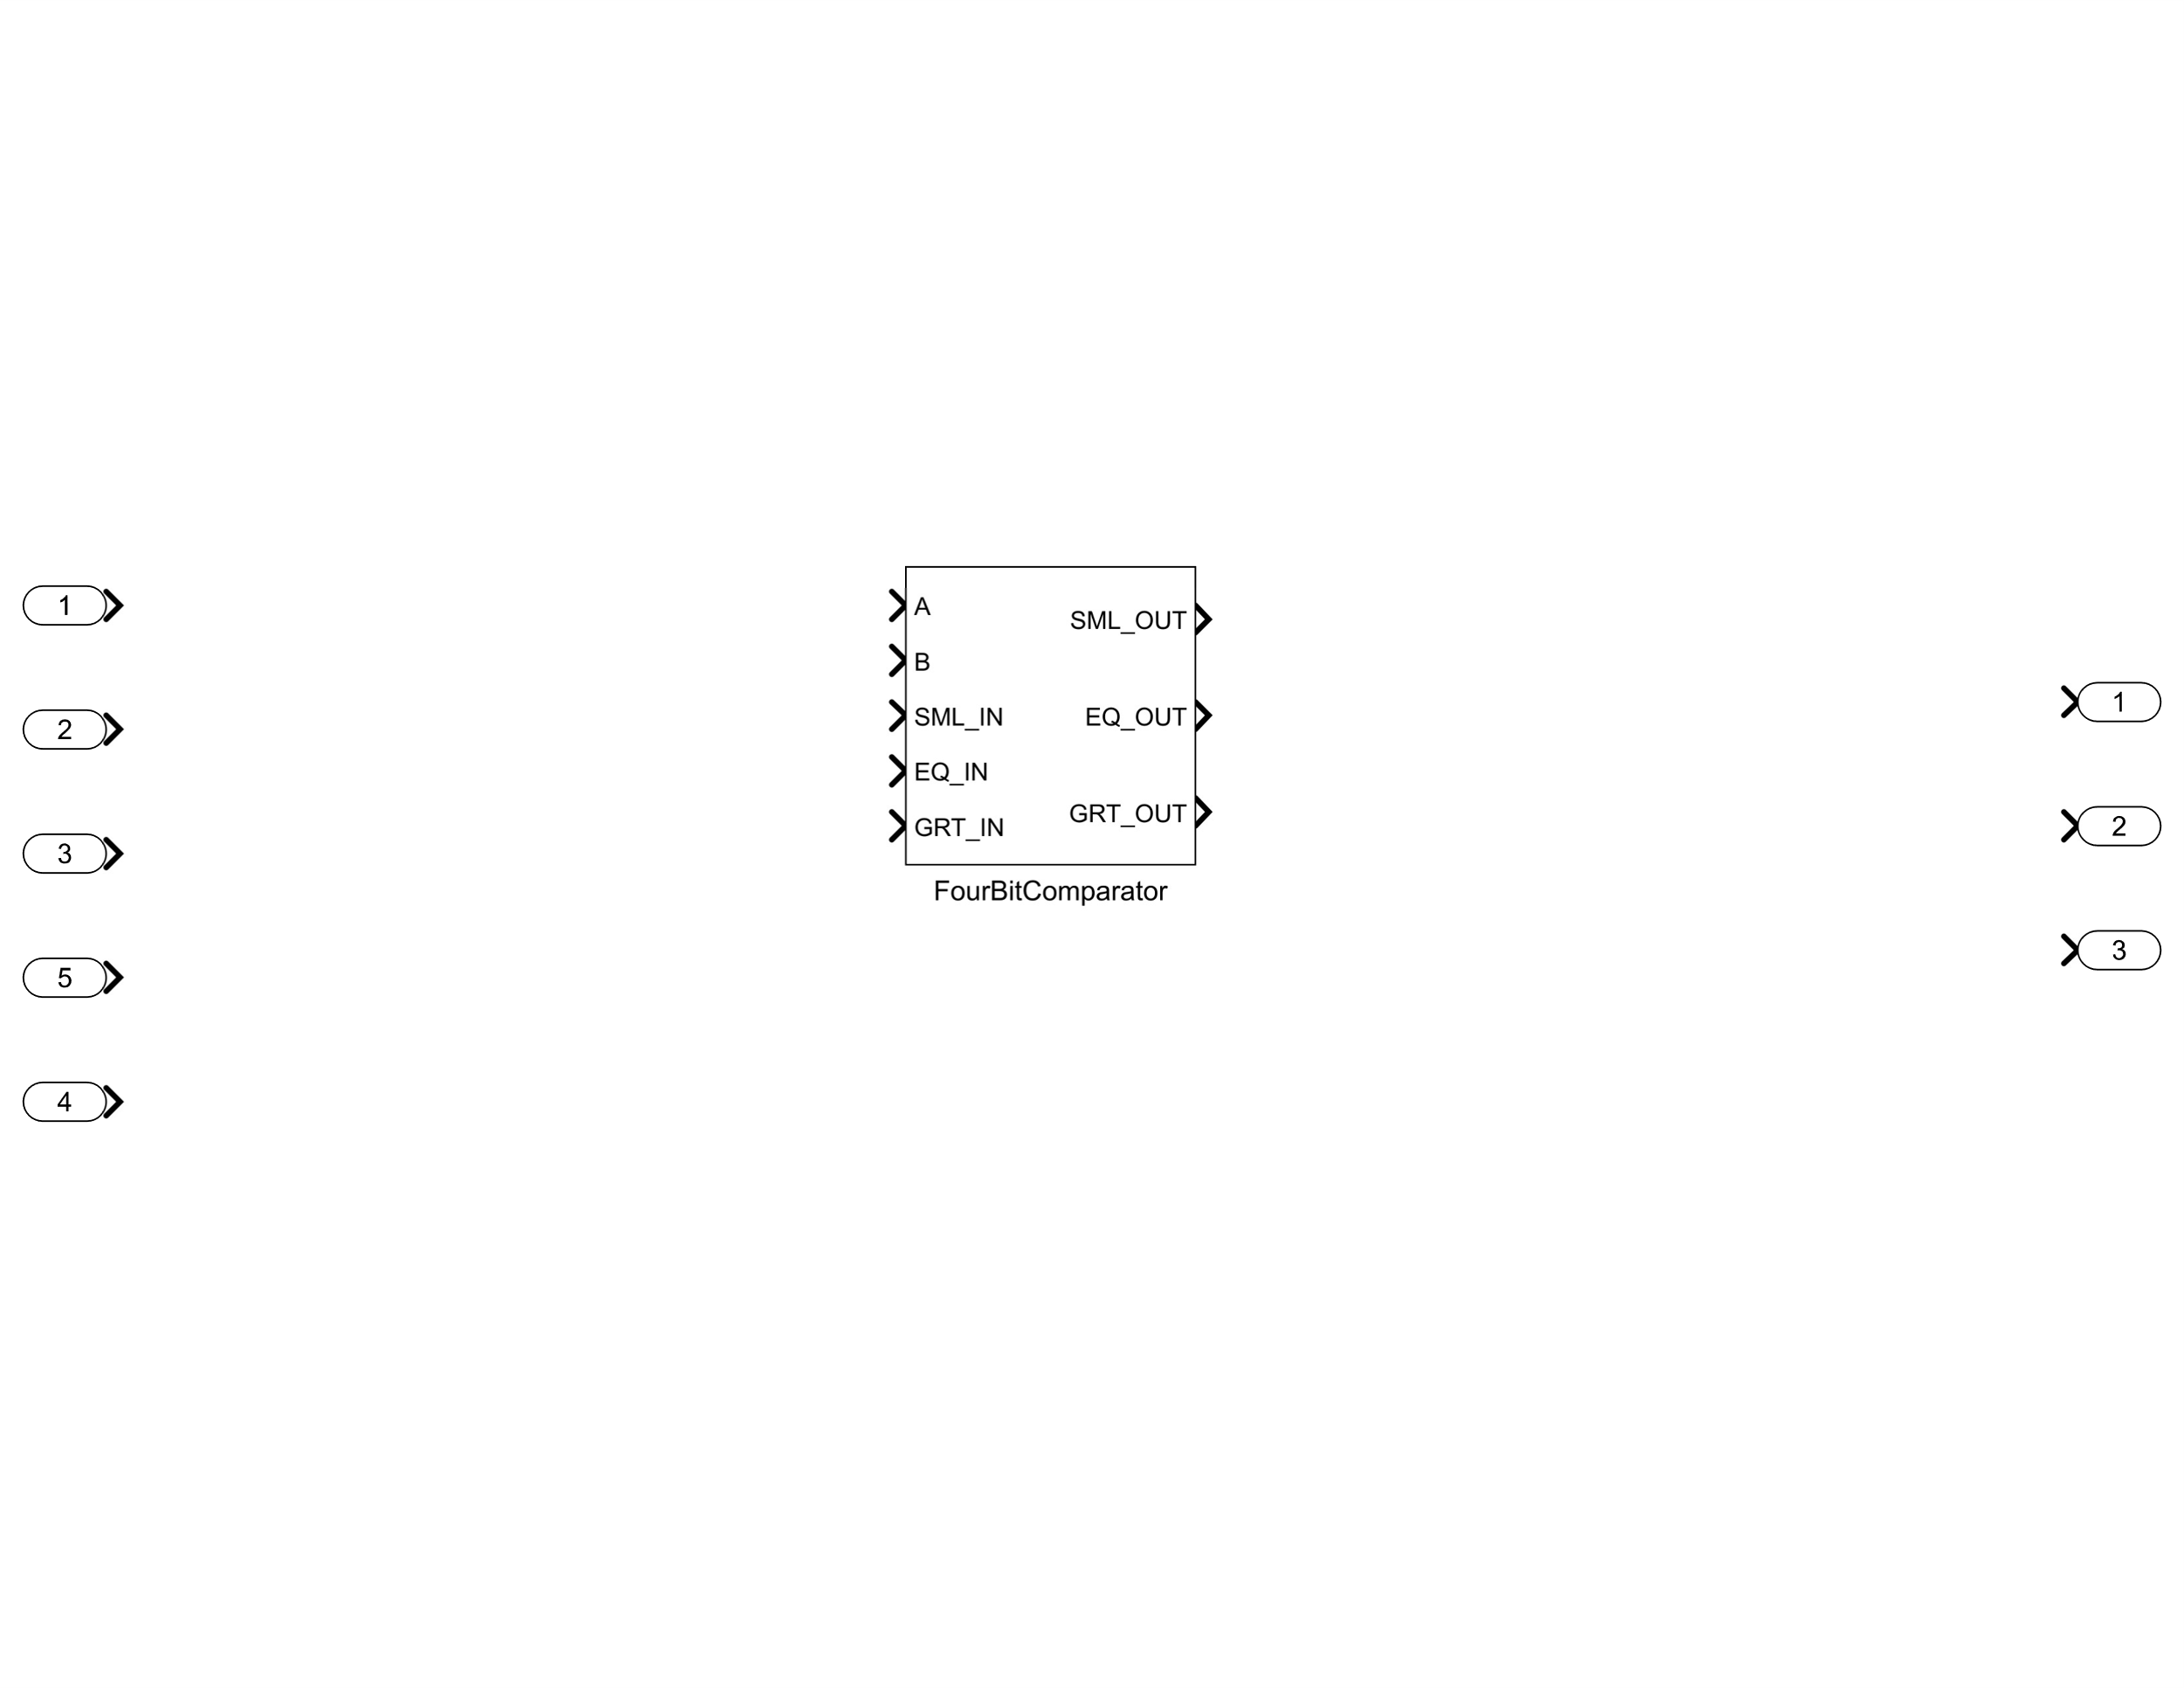 1
2
3
5
4
A
B
SML_IN
EQ_IN
GRT_IN
SML_OUT
EQ_OUT
GRT_OUT
FourBitComparator
1
2
3